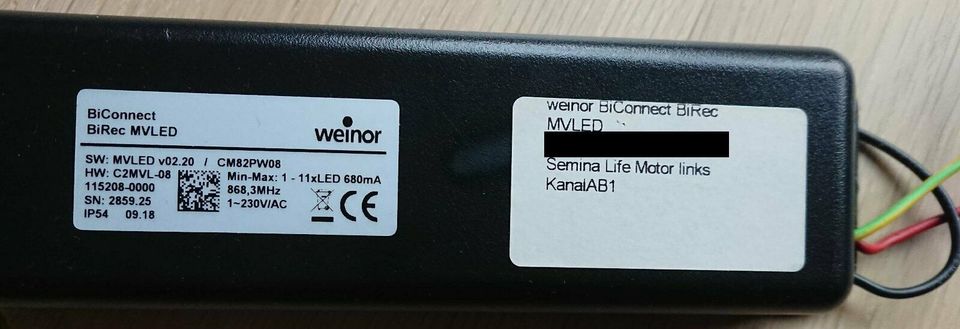 BiConnect
BiRec MVLED
weinor
SW: MVLED v02.20 / CM82PW08
HW: C2MVL-08 Min-Max: 1 - 11xLED 680mA
115208-0000 868,3MHz
SN: 2859.25 1~230V/AC
IP54 09.18
CE
weinor BiConnect BiRec
MVLED
Semina Life Motor links
KanalAB1